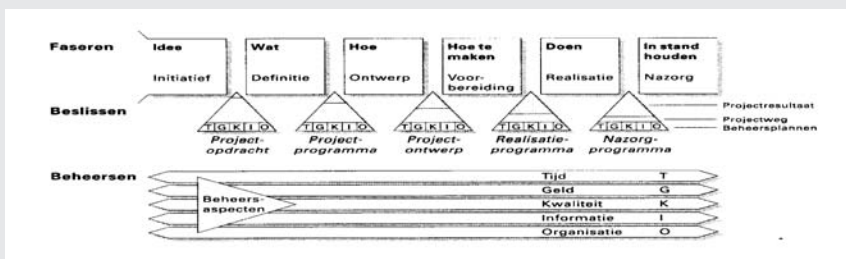 Faseren
Idee
Initiatief
Wat
Definitie
Hoe
Ontwerp
Hoe te
maken
Voor-
bereiding
Doen
Realisatie
In stand
houden
Nazorg
Beslissen
T G K I O
T G K I O
T G K I O
T G K I O
T G K I O
Projectresultaat
Projectweg
Beheersplannen
Project-
opdracht
Project-
programma
Project-
ontwerp
Realisatie-
programma
Nazorg-
programma
Beheersen
Beheers-
aspecten
Tijd T
Geld G
Kwaliteit K
Informatie I
Organisatie O